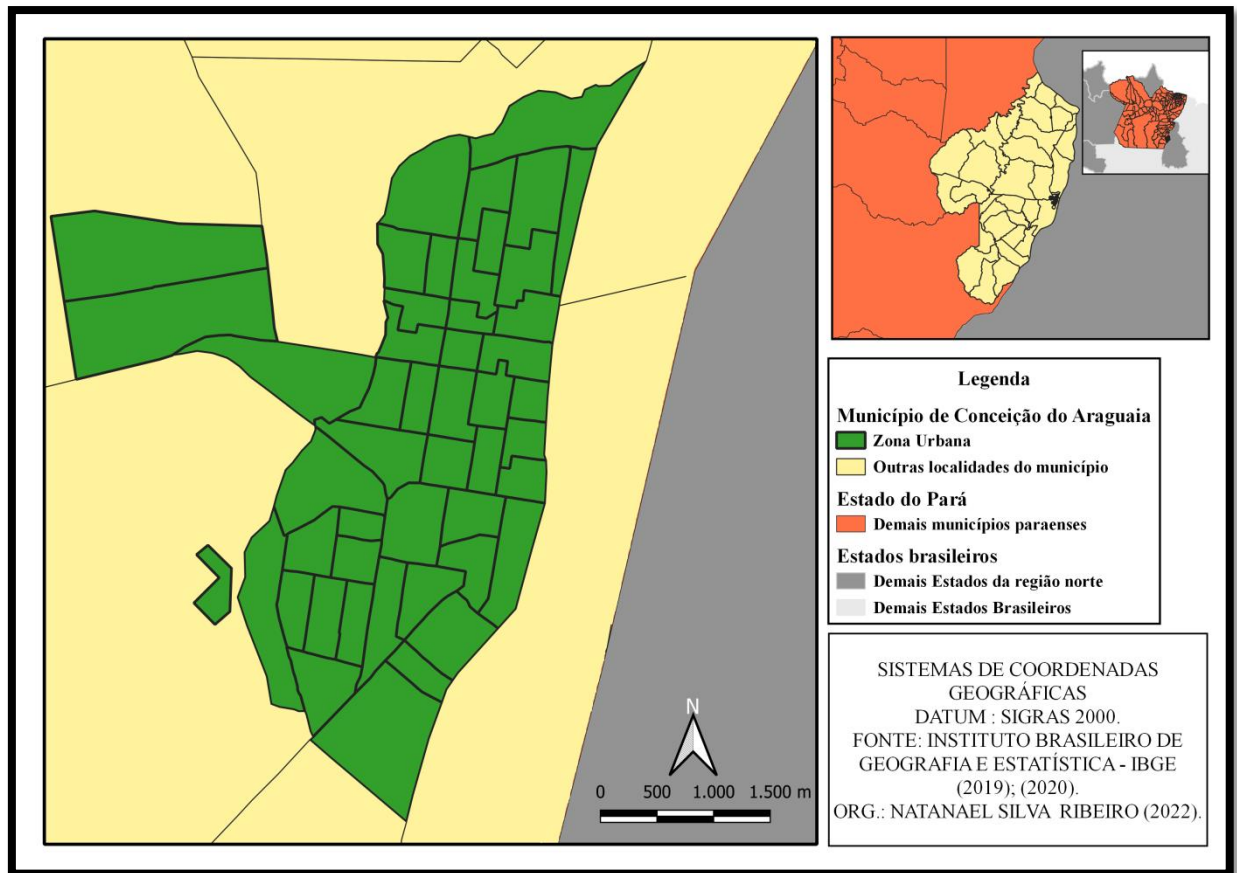 N
0 500 1.000 1.500 m
Legenda
Município de Conceição do Araguaia
Zona Urbana
Outras localidades do município
Estado do Pará
Demais municípios paraenses
Estados brasileiros
Demais Estados da região norte
Demais Estados Brasileiros
SISTEMAS DE COORDENADAS
GEOGRÁFICAS
DATUM : SIGRAS 2000.
FONTE: INSTITUTO BRASILEIRO DE
GEOGRAFIA E ESTATÍSTICA - IBGE
(2019); (2020).
ORG.: NATANAEL SILVA RIBEIRO (2022).